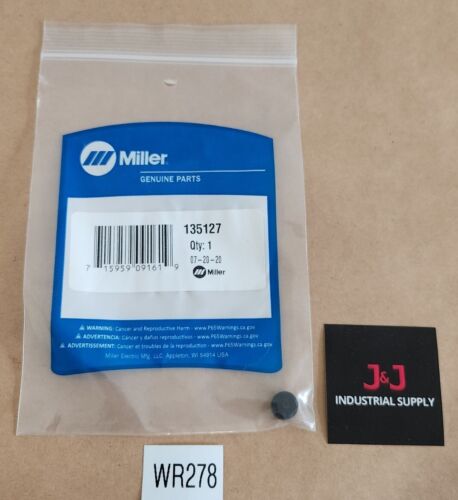 Miller
GENUINE PARTS
135127
Qty: 1
07-20-20
Miller
7 15959 09161 9
WARNING: Cancer and Reproductive Harm - www.P65Warnings.ca.gov
ADVERTENCIA: Cáncer y daños reproductivos - www.P65Warnings.ca.gov
AVERTISSEMENT: Cancer et troubles de la reproduction - www.P65Warnings.ca.gov
Miller Electric Mfg. LLC. Appleton, WI 54914 USA
J&J
INDUSTRIAL SUPPLY
WR278